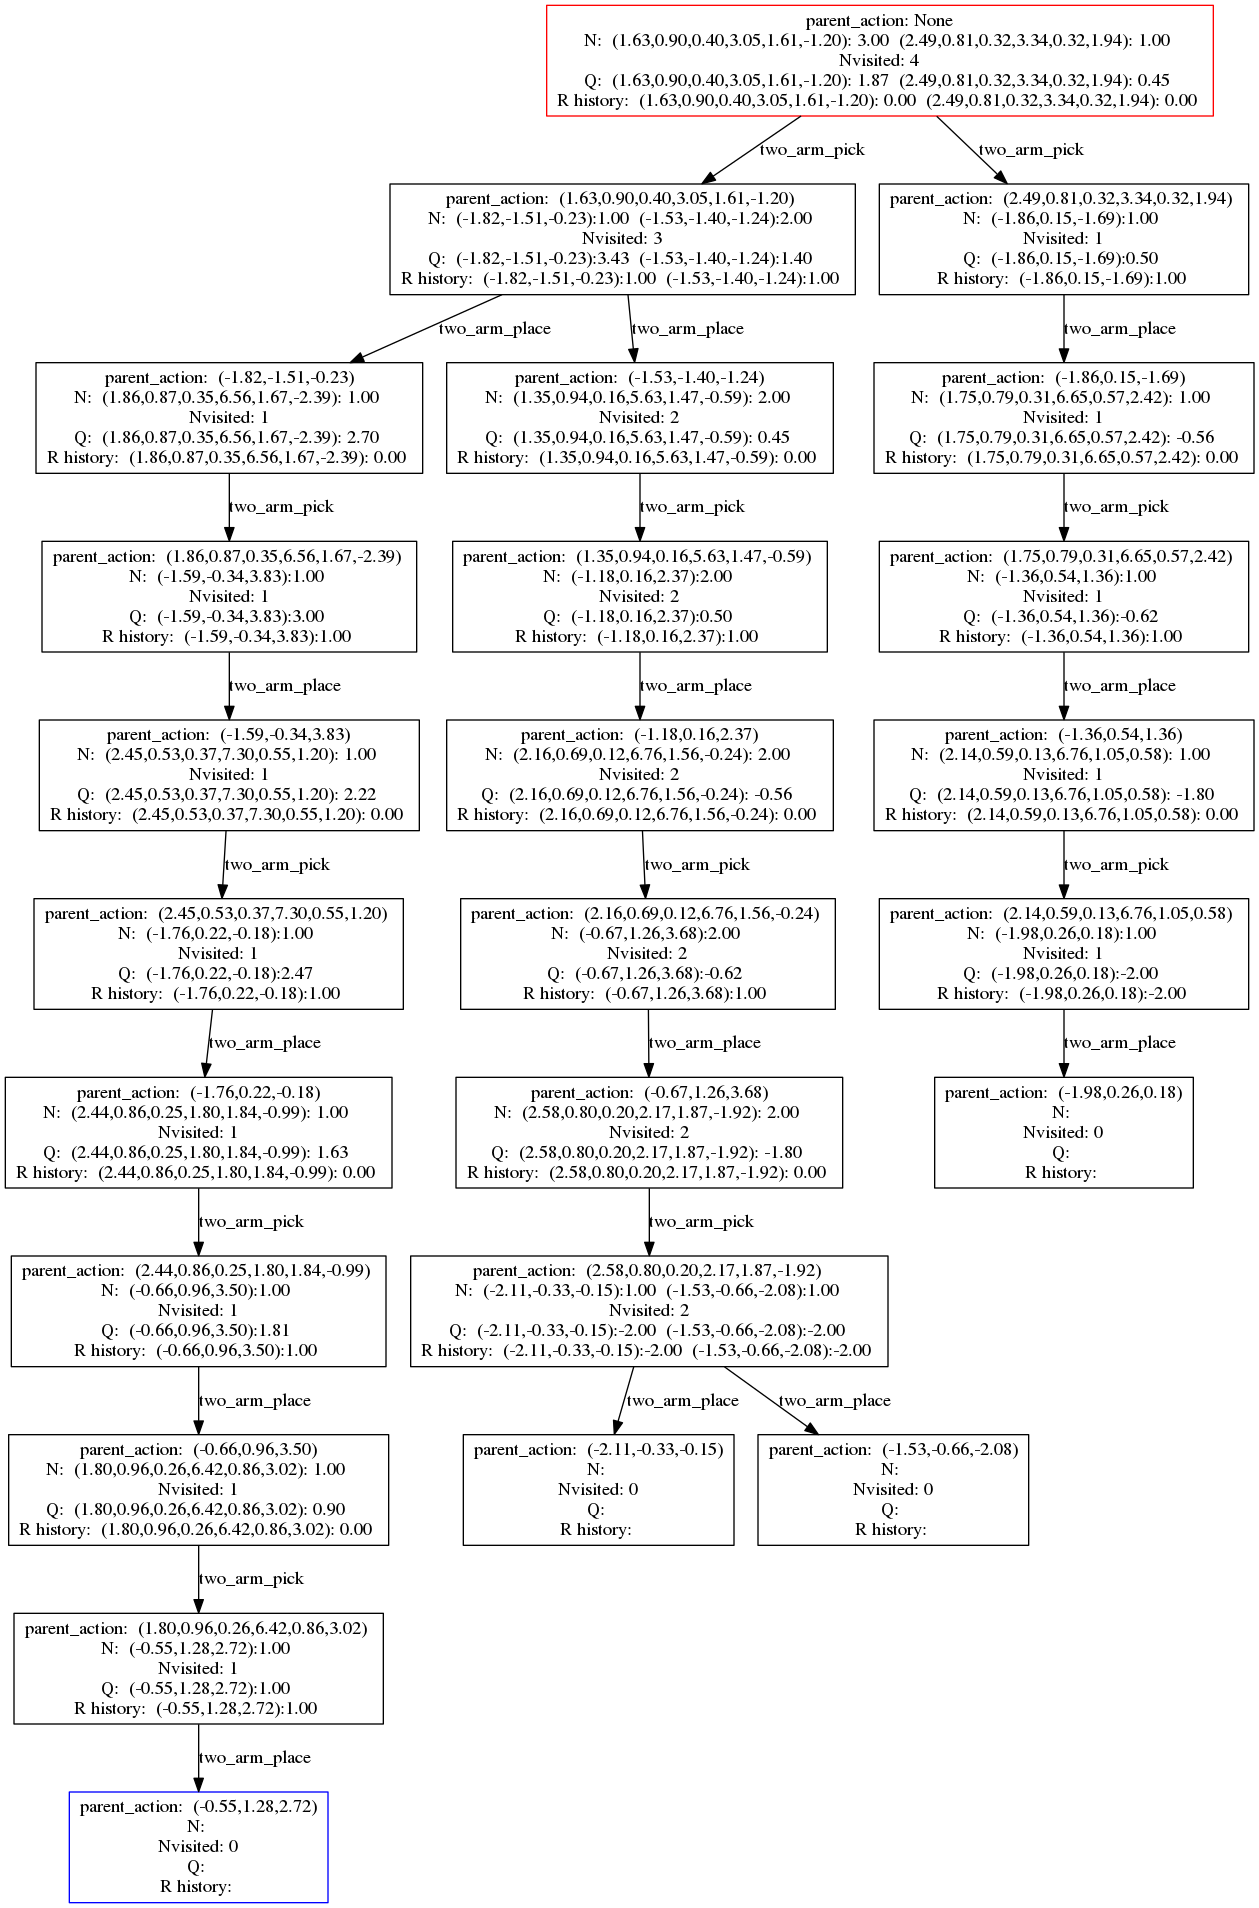 parent_action: None
N: (1.63,0.90,0.40,3.05,1.61,-1.20): 3.00 (2.49,0.81,0.32,3.34,0.32,1.94): 1.00
Nvisited: 4
Q: (1.63,0.90,0.40,3.05,1.61,-1.20): 1.87 (2.49,0.81,0.32,3.34,0.32,1.94): 0.45
R history: (1.63,0.90,0.40,3.05,1.61,-1.20): 0.00 (2.49,0.81,0.32,3.34,0.32,1.94): 0.00
two_arm_pick
two_arm_pick
parent_action: (1.63,0.90,0.40,3.05,1.61,-1.20)
N: (-1.82,-1.51,-0.23):1.00 (-1.53,-1.40,-1.24):2.00
Nvisited: 3
Q: (-1.82,-1.51,-0.23):3.43 (-1.53,-1.40,-1.24):1.40
R history: (-1.82,-1.51,-0.23):1.00 (-1.53,-1.40,-1.24):1.00
parent_action: (2.49,0.81,0.32,3.34,0.32,1.94)
N: (-1.86,0.15,-1.69):1.00
Nvisited: 1
Q: (-1.86,0.15,-1.69):0.50
R history: (-1.86,0.15,-1.69):1.00
two_arm_place
two_arm_place
two_arm_place
parent_action: (-1.82,-1.51,-0.23)
N: (1.86,0.87,0.35,6.56,1.67,-2.39): 1.00
Nvisited: 1
Q: (1.86,0.87,0.35,6.56,1.67,-2.39): 2.70
R history: (1.86,0.87,0.35,6.56,1.67,-2.39): 0.00
parent_action: (-1.53,-1.40,-1.24)
N: (1.35,0.94,0.16,5.63,1.47,-0.59): 2.00
Nvisited: 2
Q: (1.35,0.94,0.16,5.63,1.47,-0.59): 0.45
R history: (1.35,0.94,0.16,5.63,1.47,-0.59): 0.00
parent_action: (-1.86,0.15,-1.69)
N: (1.75,0.79,0.31,6.65,0.57,2.42): 1.00
Nvisited: 1
Q: (1.75,0.79,0.31,6.65,0.57,2.42): -0.56
R history: (1.75,0.79,0.31,6.65,0.57,2.42): 0.00
two_arm_pick
two_arm_pick
two_arm_pick
parent_action: (1.86,0.87,0.35,6.56,1.67,-2.39)
N: (-1.59,-0.34,3.83):1.00
Nvisited: 1
Q: (-1.59,-0.34,3.83):3.00
R history: (-1.59,-0.34,3.83):1.00
parent_action: (1.35,0.94,0.16,5.63,1.47,-0.59)
N: (-1.18,0.16,2.37):2.00
Nvisited: 2
Q: (-1.18,0.16,2.37):0.50
R history: (-1.18,0.16,2.37):1.00
parent_action: (1.75,0.79,0.31,6.65,0.57,2.42)
N: (-1.36,0.54,1.36):1.00
Nvisited: 1
Q: (-1.36,0.54,1.36):-0.62
R history: (-1.36,0.54,1.36):1.00
two_arm_place
two_arm_place
two_arm_place
parent_action: (-1.59,-0.34,3.83)
N: (2.45,0.53,0.37,7.30,0.55,1.20): 1.00
Nvisited: 1
Q: (2.45,0.53,0.37,7.30,0.55,1.20): 2.22
R history: (2.45,0.53,0.37,7.30,0.55,1.20): 0.00
parent_action: (-1.18,0.16,2.37)
N: (2.16,0.69,0.12,6.76,1.56,-0.24): 2.00
Nvisited: 2
Q: (2.16,0.69,0.12,6.76,1.56,-0.24): -0.56
R history: (2.16,0.69,0.12,6.76,1.56,-0.24): 0.00
parent_action: (-1.36,0.54,1.36)
N: (2.14,0.59,0.13,6.76,1.05,0.58): 1.00
Nvisited: 1
Q: (2.14,0.59,0.13,6.76,1.05,0.58): -1.80
R history: (2.14,0.59,0.13,6.76,1.05,0.58): 0.00
two_arm_pick
two_arm_pick
two_arm_pick
parent_action: (2.45,0.53,0.37,7.30,0.55,1.20)
N: (-1.76,0.22,-0.18):1.00
Nvisited: 1
Q: (-1.76,0.22,-0.18):2.47
R history: (-1.76,0.22,-0.18):1.00
parent_action: (2.16,0.69,0.12,6.76,1.56,-0.24)
N: (-0.67,1.26,3.68):2.00
Nvisited: 2
Q: (-0.67,1.26,3.68):-0.62
R history: (-0.67,1.26,3.68):1.00
parent_action: (2.14,0.59,0.13,6.76,1.05,0.58)
N: (-1.98,0.26,0.18):1.00
Nvisited: 1
Q: (-1.98,0.26,0.18):-2.00
R history: (-1.98,0.26,0.18):-2.00
two_arm_place
two_arm_place
two_arm_place
parent_action: (-1.76,0.22,-0.18)
N: (2.44,0.86,0.25,1.80,1.84,-0.99): 1.00
Nvisited: 1
Q: (2.44,0.86,0.25,1.80,1.84,-0.99): 1.63
R history: (2.44,0.86,0.25,1.80,1.84,-0.99): 0.00
parent_action: (-0.67,1.26,3.68)
N: (2.58,0.80,0.20,2.17,1.87,-1.92): 2.00
Nvisited: 2
Q: (2.58,0.80,0.20,2.17,1.87,-1.92): -1.80
R history: (2.58,0.80,0.20,2.17,1.87,-1.92): 0.00
parent_action: (-1.98,0.26,0.18)
N:
Nvisited: 0
Q:
R history:
two_arm_pick
two_arm_pick
parent_action: (2.44,0.86,0.25,1.80,1.84,-0.99)
N: (-0.66,0.96,3.50):1.00
Nvisited: 1
Q: (-0.66,0.96,3.50):1.81
R history: (-0.66,0.96,3.50):1.00
parent_action: (2.58,0.80,0.20,2.17,1.87,-1.92)
N: (-2.11,-0.33,-0.15):1.00 (-1.53,-0.66,-2.08):1.00
Nvisited: 2
Q: (-2.11,-0.33,-0.15):-2.00 (-1.53,-0.66,-2.08):-2.00
R history: (-2.11,-0.33,-0.15):-2.00 (-1.53,-0.66,-2.08):-2.00
two_arm_place
two_arm_place
two_arm_place
parent_action: (-0.66,0.96,3.50)
N: (1.80,0.96,0.26,6.42,0.86,3.02): 1.00
Nvisited: 1
Q: (1.80,0.96,0.26,6.42,0.86,3.02): 0.90
R history: (1.80,0.96,0.26,6.42,0.86,3.02): 0.00
parent_action: (-2.11,-0.33,-0.15)
N:
Nvisited: 0
Q:
R history:
parent_action: (-1.53,-0.66,-2.08)
N:
Nvisited: 0
Q:
R history:
two_arm_pick
parent_action: (1.80,0.96,0.26,6.42,0.86,3.02)
N: (-0.55,1.28,2.72):1.00
Nvisited: 1
Q: (-0.55,1.28,2.72):1.00
R history: (-0.55,1.28,2.72):1.00
two_arm_place
parent_action: (-0.55,1.28,2.72)
N:
Nvisited: 0
Q:
R history: